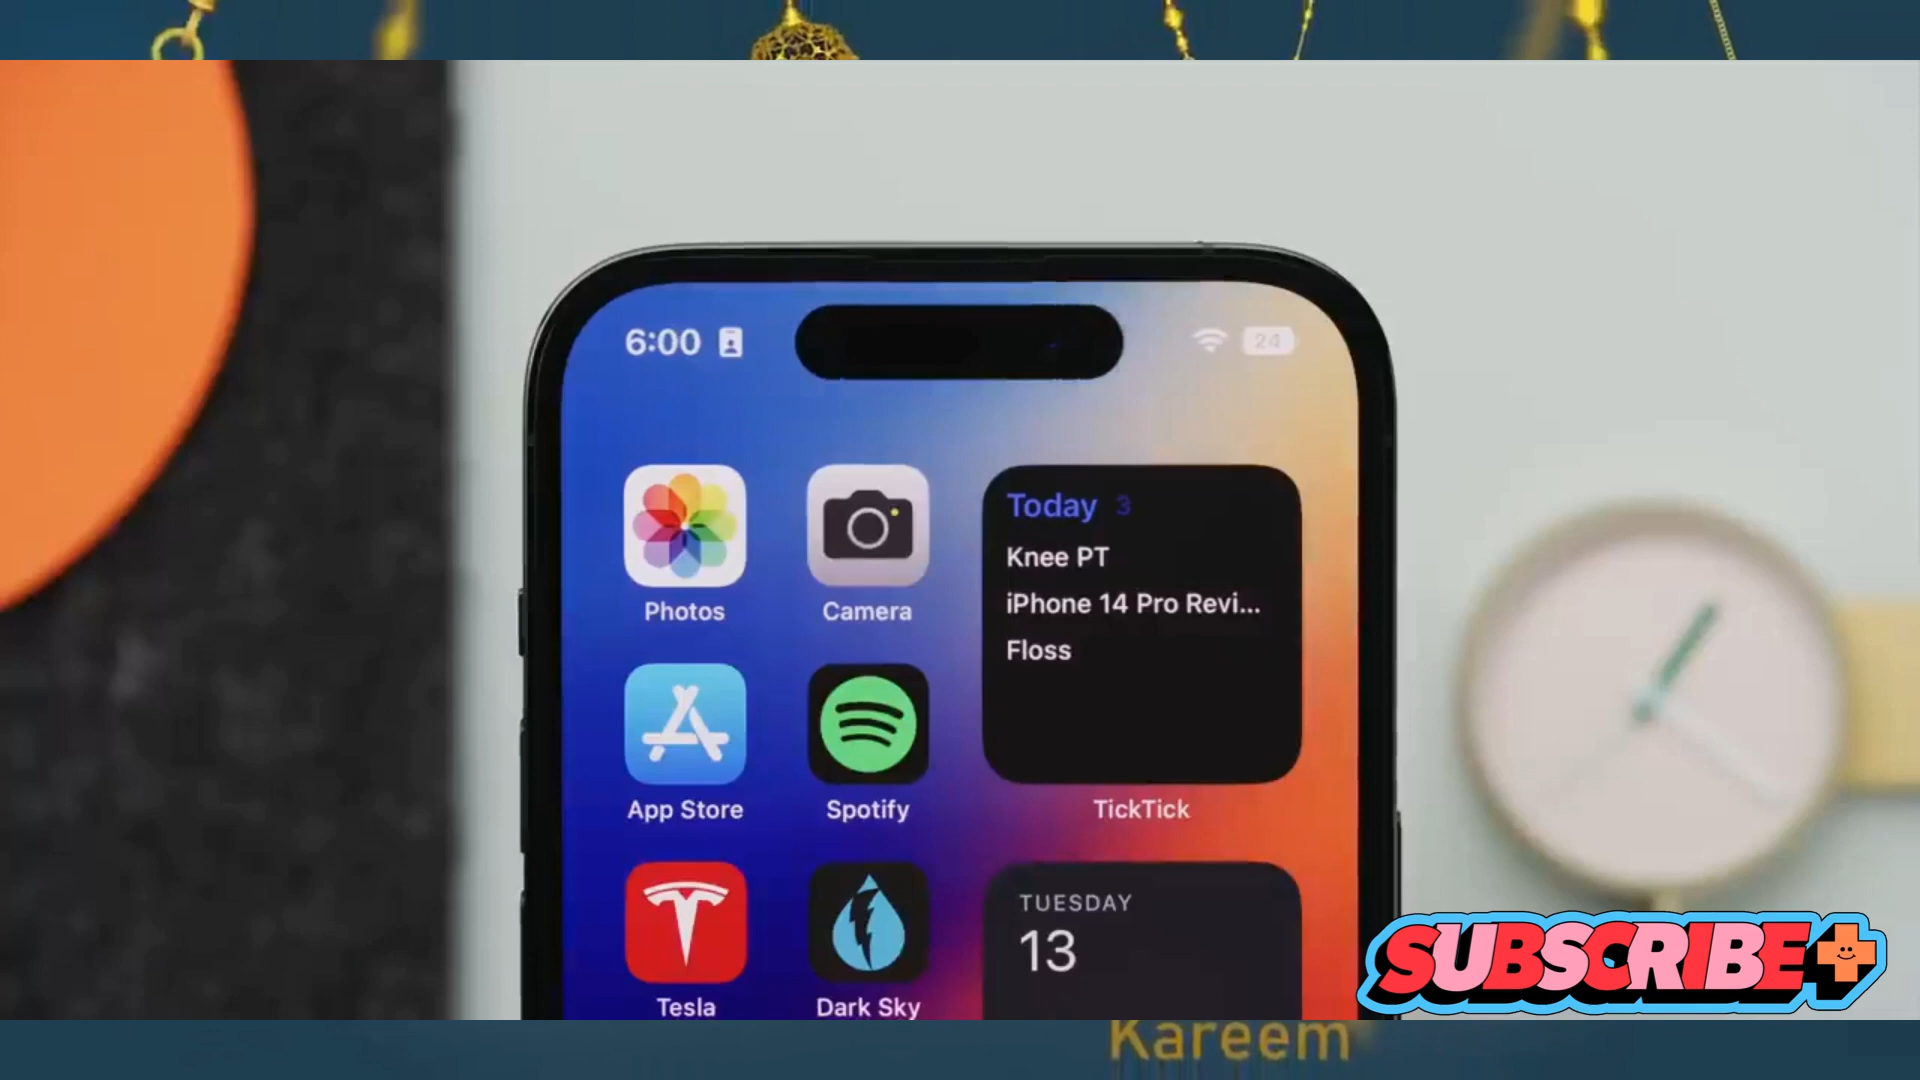 6:00
24
Today 3
Knee PT
iPhone 14 Pro Revi...
Floss
Photos
Camera
App Store
Spotify
TickTick
TUESDAY
13
Tesla
Dark Sky
SUBSCRIBE
Kareem